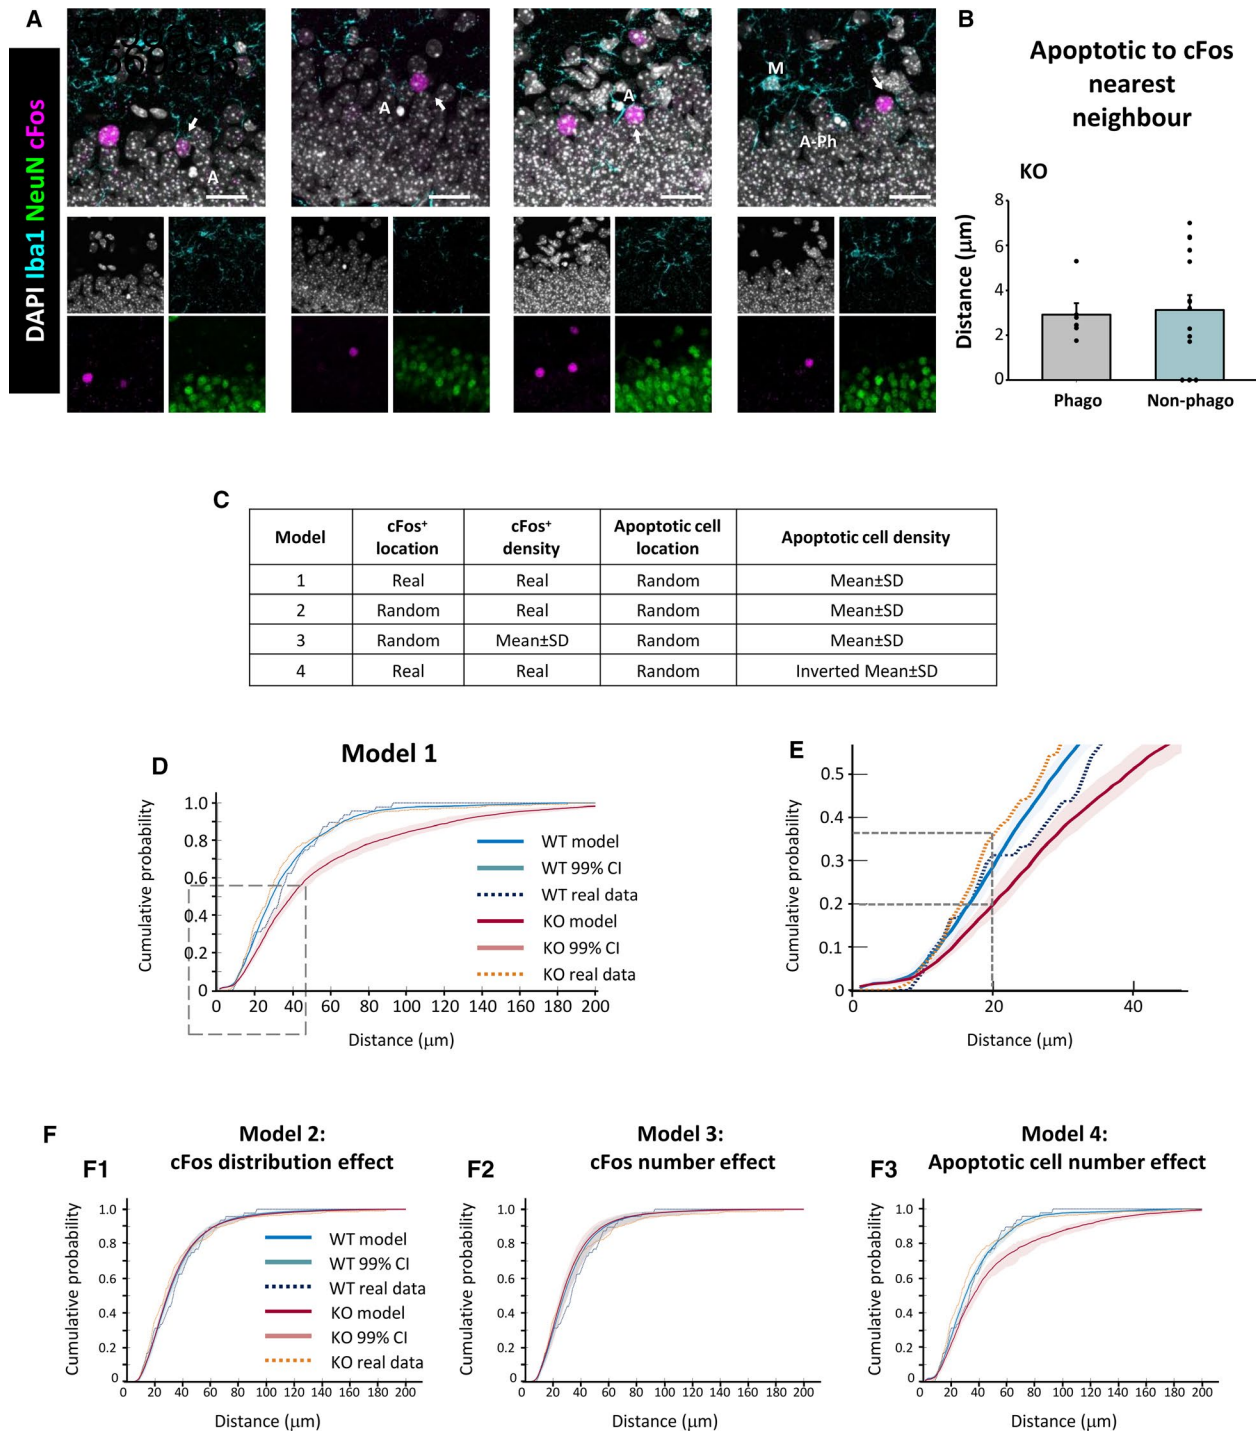 A
DAPI Iba1 NeuN cFos
A
A
A
M
A-Ph
B
Apoptotic to cFos
nearest
neighbour
KO
Distance (μm)
8
6
4
2
0
Phago Non-phago
C
Model cFos⁺ location cFos⁺ density Apoptotic cell location Apoptotic cell density
1 Real Real Random Mean±SD
2 Random Real Random Mean±SD
3 Random Mean±SD Random Mean±SD
4 Real Real Random Inverted Mean±SD
D
Model 1
Cumulative probability
1.0
0.8
0.6
0.4
0.2
0
0 20 40 60 80 100 120 140 160 180 200
Distance (μm)
WT model
WT 99% CI
WT real data
KO model
KO 99% CI
KO real data
E
Cumulative probability
0.5
0.4
0.3
0.2
0.1
0
0 20 40
Distance (μm)
F
F1
Model 2:
cFos distribution effect
Cumulative probability
1.0
0.8
0.6
0.4
0.2
0
0 20 40 60 80 100 120 140 160 180 200
Distance (μm)
WT model
WT 99% CI
WT real data
KO model
KO 99% CI
KO real data
F2
Model 3:
cFos number effect
Cumulative probability
1.0
0.8
0.6
0.4
0.2
0
0 20 40 60 80 100 120 140 160 180 200
Distance (μm)
F3
Model 4:
Apoptotic cell number effect
Cumulative probability
1.0
0.8
0.6
0.4
0.2
0
0 20 40 60 80 100 120 140 160 180 200
Distance (μm)